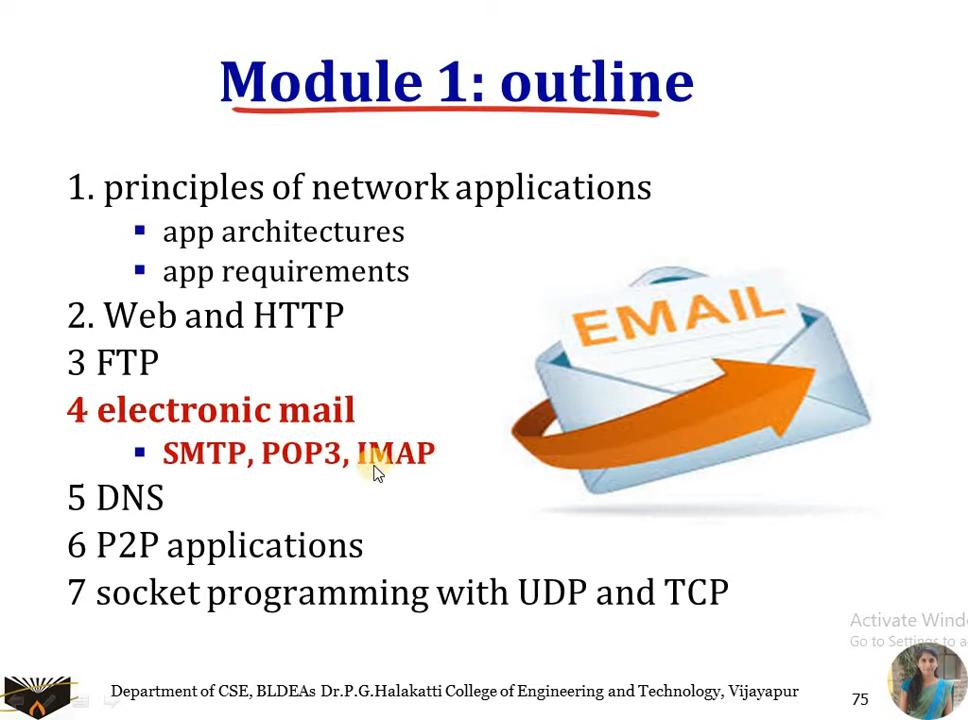 Module 1: outline
1. principles of network applications
▪ app architectures
▪ app requirements
2. Web and HTTP
EMAIL
3 FTP
4 electronic mail
▪ SMTP, POP3, IMAP
5 DNS
6 P2P applications
7 socket programming with UDP and TCP
Activate Wind
Go to Settings to a
Department of CSE, BLDEAs Dr.P.G.Halakatti College of Engineering and Technology, Vijayapur
75